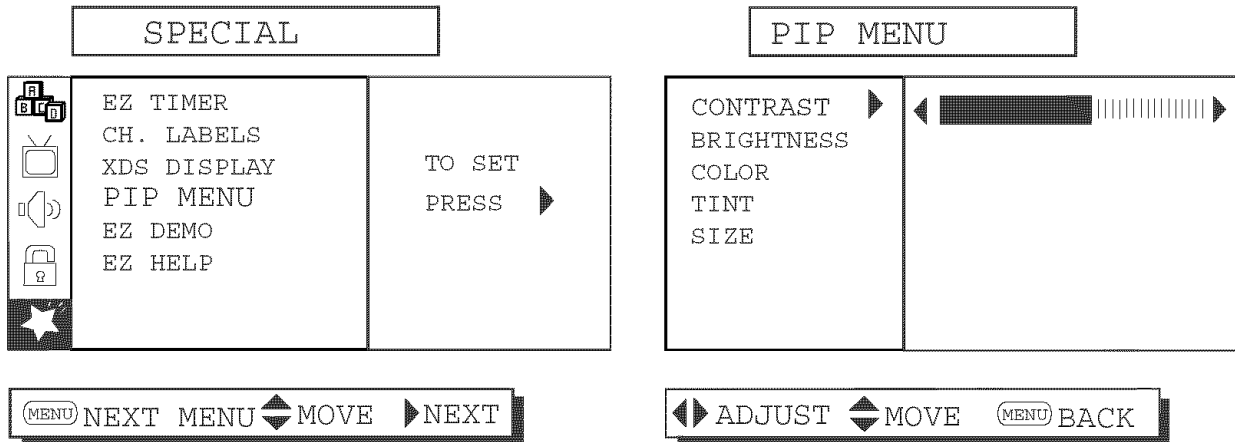 SPECIAL
A
B C D
EZ TIMER
CH. LABELS
XDS DISPLAY
PIP MENU
EZ DEMO
EZ HELP
TO SET
PRESS
MENU NEXT MENU MOVE NEXT
PIP MENU
CONTRAST
BRIGHTNESS
COLOR
TINT
SIZE
ADJUST MOVE MENU BACK